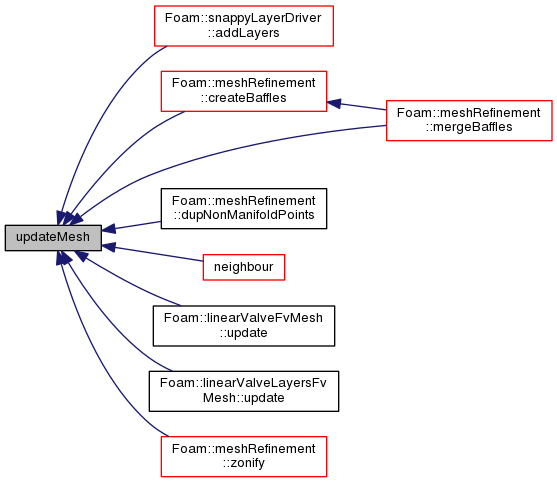 Foam::snappyLayerDriver
::addLayers
Foam::meshRefinement
::createBaffles
Foam::meshRefinement
::mergeBaffles
Foam::meshRefinement
::dupNonManifoldPoints
updateMesh
neighbour
Foam::linearValveFvMesh
::update
Foam::linearValveLayersFv
Mesh::update
Foam::meshRefinement
::zonify